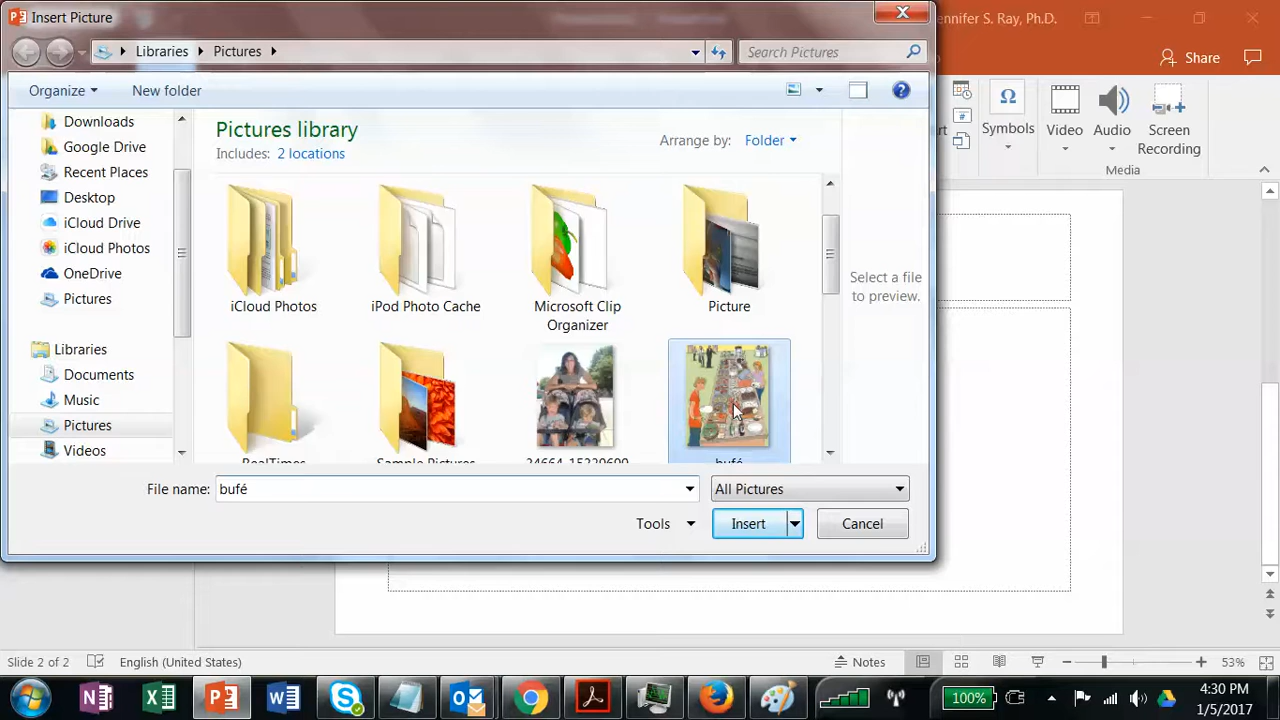 Insert Picture
nnifer S. Ray, Ph.D.
Libraries
Pictures
Search Pictures
Share
Organize
New folder
Pictures library
Includes: 2 locations
Arrange by: Folder
Downloads
Google Drive
Recent Places
Desktop
iCloud Drive
iCloud Photos
OneDrive
Pictures
Libraries
Documents
Music
Pictures
Videos
iCloud Photos
iPod Photo Cache
Microsoft Clip
Organizer
Picture
Select a file
to preview.
Symbols
Video
Audio
Screen
Recording
Media
File name: bufé
All Pictures
Tools
Insert
Cancel
Slide 2 of 2
English (United States)
Notes
53%
100%
4:30 PM
1/5/2017